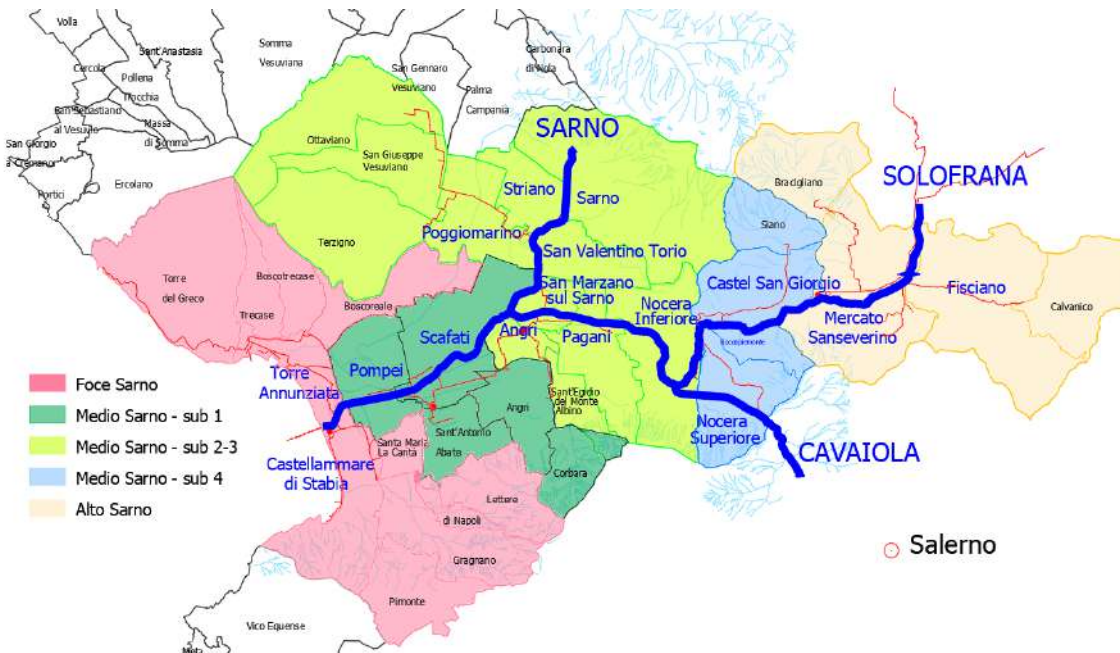 Volla
Sant'Anastasia
Somma
Vesuviana
Carbonara
di Nola
Cercola
Pollena
Trocchia
San Gennaro
Vesuviano
Palma
Campania
San Sebastiano
al Vesuvio
Massa
di Somma
San Giorgio
a Cremano
Portici
Ercolano
Ottaviano
San Giuseppe
Vesuviano
SARNO
Striano
Sarno
Bracigliano
SOLOFRANA
Siano
Terzigno
Poggiomarino
San Valentino Torio
Torre
del Greco
Boscotrecase
Boscoreale
San Marzano
sul Sarno
Nocera
Inferiore
Castel San Giorgio
Fisciano
Calvanico
Trecase
Scafati
Angri
Pagani
Roccapiemonte
Mercato
Sanseverino
Torre
Annunziata
Pompei
Sant'Egidio
del Monte
Albino
Angri
Foce Sarno
Medio Sarno - sub 1
Medio Sarno - sub 2-3
Medio Sarno - sub 4
Alto Sarno
Santa Maria
La Carità
Sant'Antonio
Abate
Nocera
Superiore
CAVAIOLA
Castellammare
di Stabia
Corbara
Lettere
di Napoli
Gragnano
Salerno
Pimonte
Vico Equense
Meta